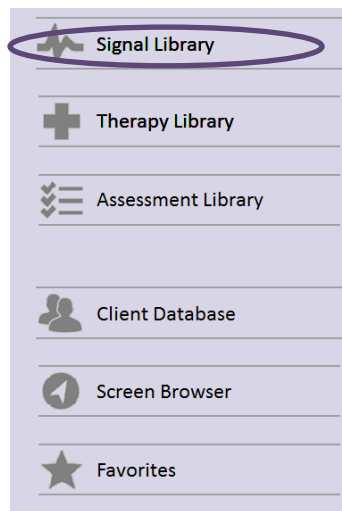 Signal Library
Therapy Library
Assessment Library
Client Database
Screen Browser
Favorites